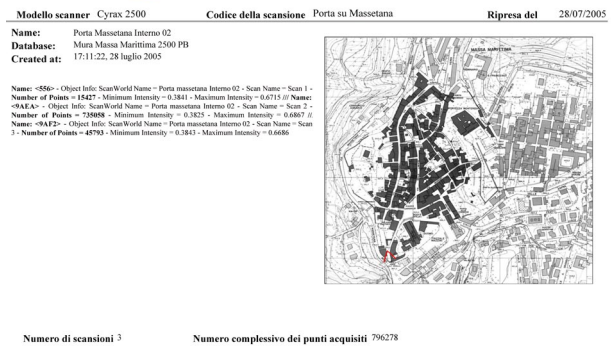 Modello scanner Cyrax 2500 Codice della scansione Porta su Massetana Ripresa del 28/07/2005
Name: Porta Massetana Interno 02
Database: Mura Massa Marittima 2500 PB
Created at: 17:11:22, 28 luglio 2005
Name: <556> - Object Info: ScanWorld Name = Porta massetana Interno 02 - Scan Name = Scan 1 -
Number of Points = 15427 - Minimum Intensity = 0.3841 - Maximum Intensity = 0.6715 /// Name:
<9AEA> - Object Info: ScanWorld Name = Porta massetana Interno 02 - Scan Name = Scan 2 -
Number of Points = 735058 - Minimum Intensity = 0.3825 - Maximum Intensity = 0.6867 //
Name: <9AF2> - Object Info: ScanWorld Name = Porta massetana Interno 02 - Scan Name = Scan
3 - Number of Points = 45793 - Minimum Intensity = 0.3843 - Maximum Intensity = 0.6686
MASSA MARITTIMA
Numero di scansioni 3 Numero complessivo dei punti acquisiti 796278